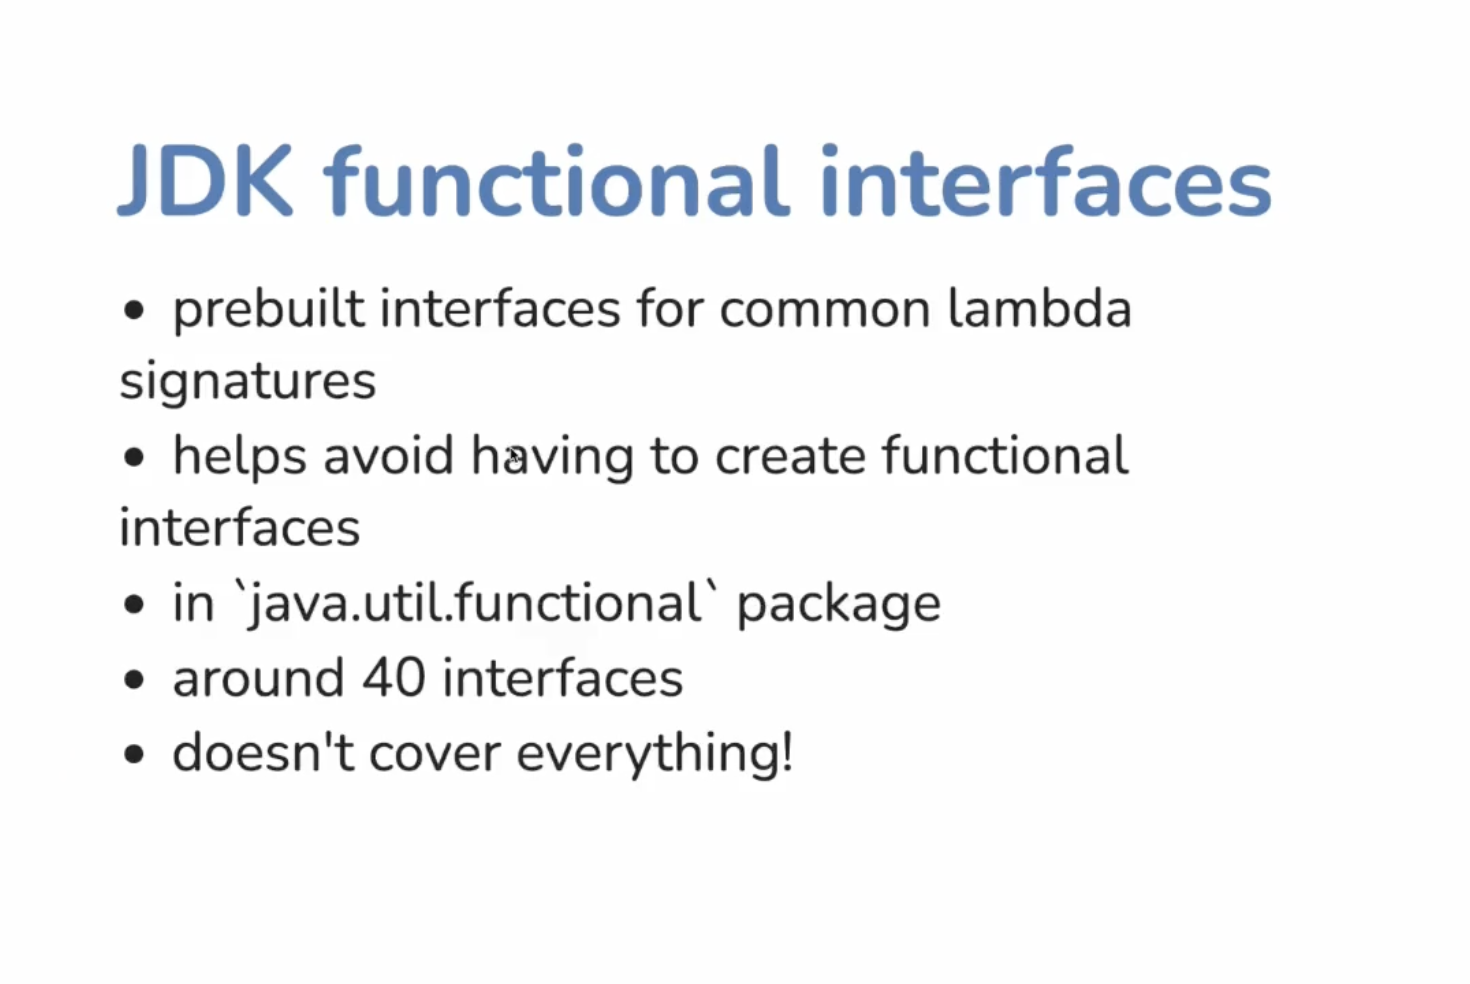 JDK functional interfaces
• prebuilt interfaces for common lambda
signatures
• helps avoid having to create functional
interfaces
• in `java.util.functional` package
• around 40 interfaces
• doesn't cover everything!